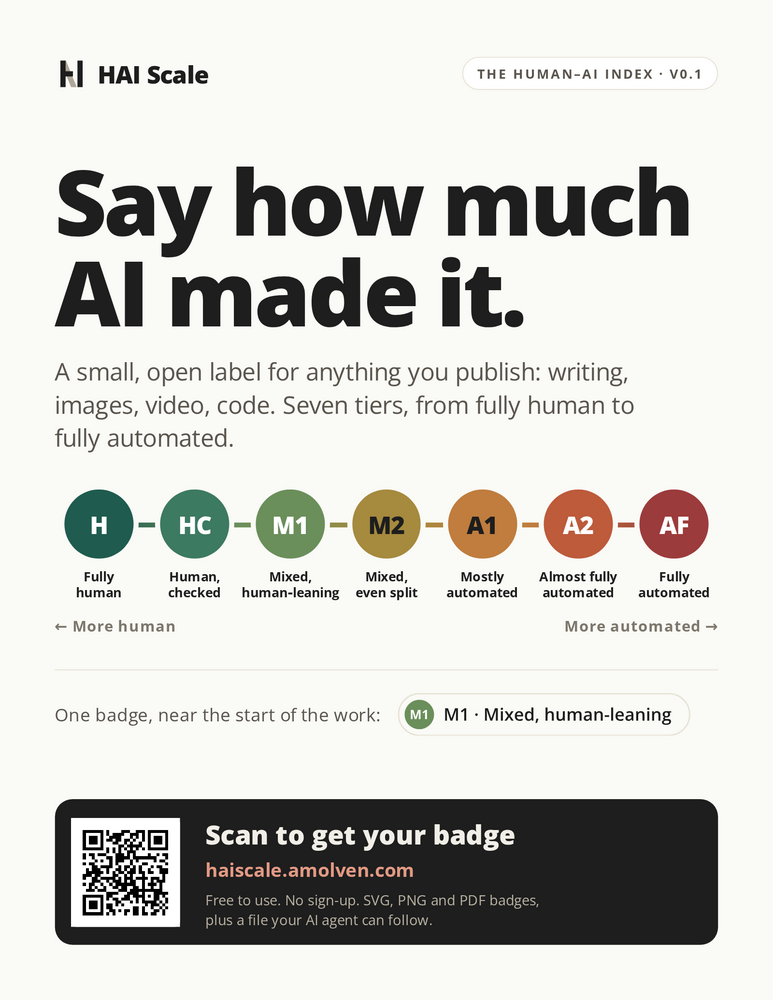 HAI Scale
THE HUMAN–AI INDEX · V0.1
Say how much
AI made it.
A small, open label for anything you publish: writing,
images, video, code. Seven tiers, from fully human to
fully automated.
H HC M1 M2 A1 A2 AF
Fully human
Human, checked
Mixed, human-leaning
Mixed, even split
Mostly automated
Almost fully automated
Fully automated
← More human
More automated →
One badge, near the start of the work:
M1 M1 · Mixed, human-leaning
Scan to get your badge
haiscale.amolven.com
Free to use. No sign-up. SVG, PNG and PDF badges,
plus a file your AI agent can follow.